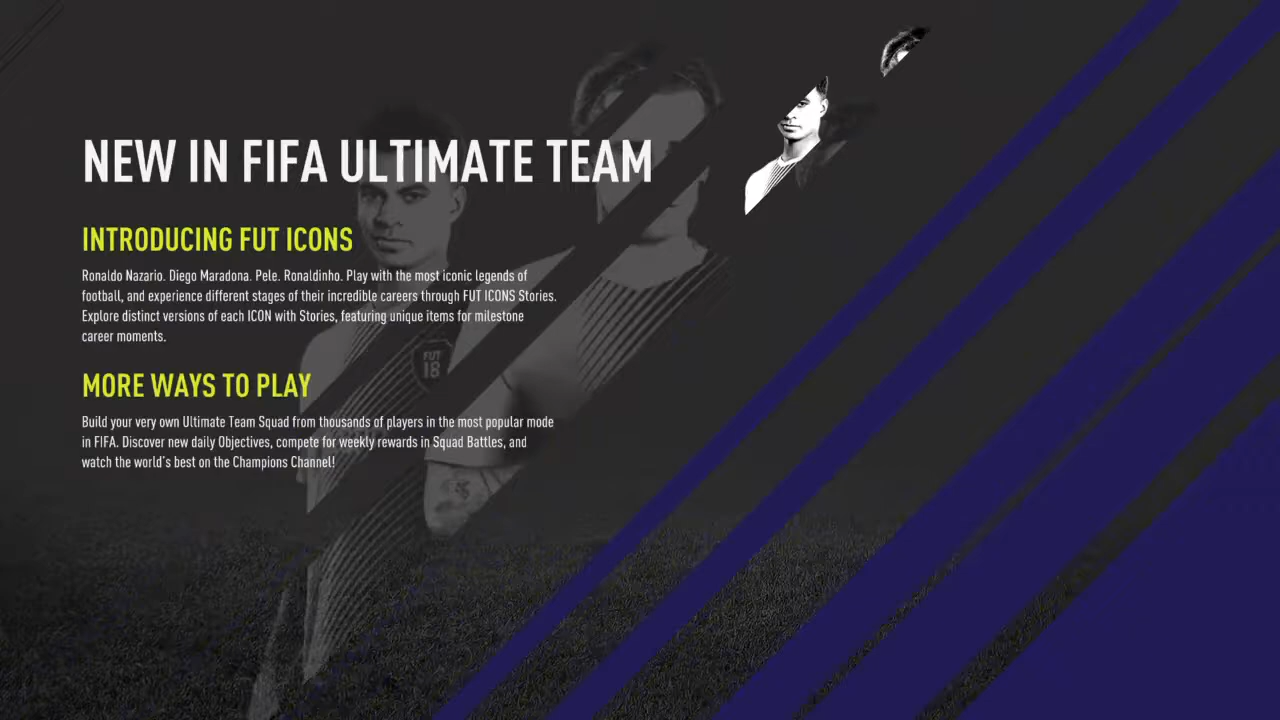 NEW IN FIFA ULTIMATE TEAM
INTRODUCING FUT ICONS
Ronaldo Nazario. Diego Maradona. Pele. Ronaldinho. Play with the most iconic legends of
football, and experience different stages of their incredible careers through FUT ICONS Stories.
Explore distinct versions of each ICON with Stories, featuring unique items for milestone
career moments.
FUT
18
MORE WAYS TO PLAY
Build your very own Ultimate Team Squad from thousands of players in the most popular mode
in FIFA. Discover new daily Objectives, compete for weekly rewards in Squad Battles, and
watch the world's best on the Champions Channel!